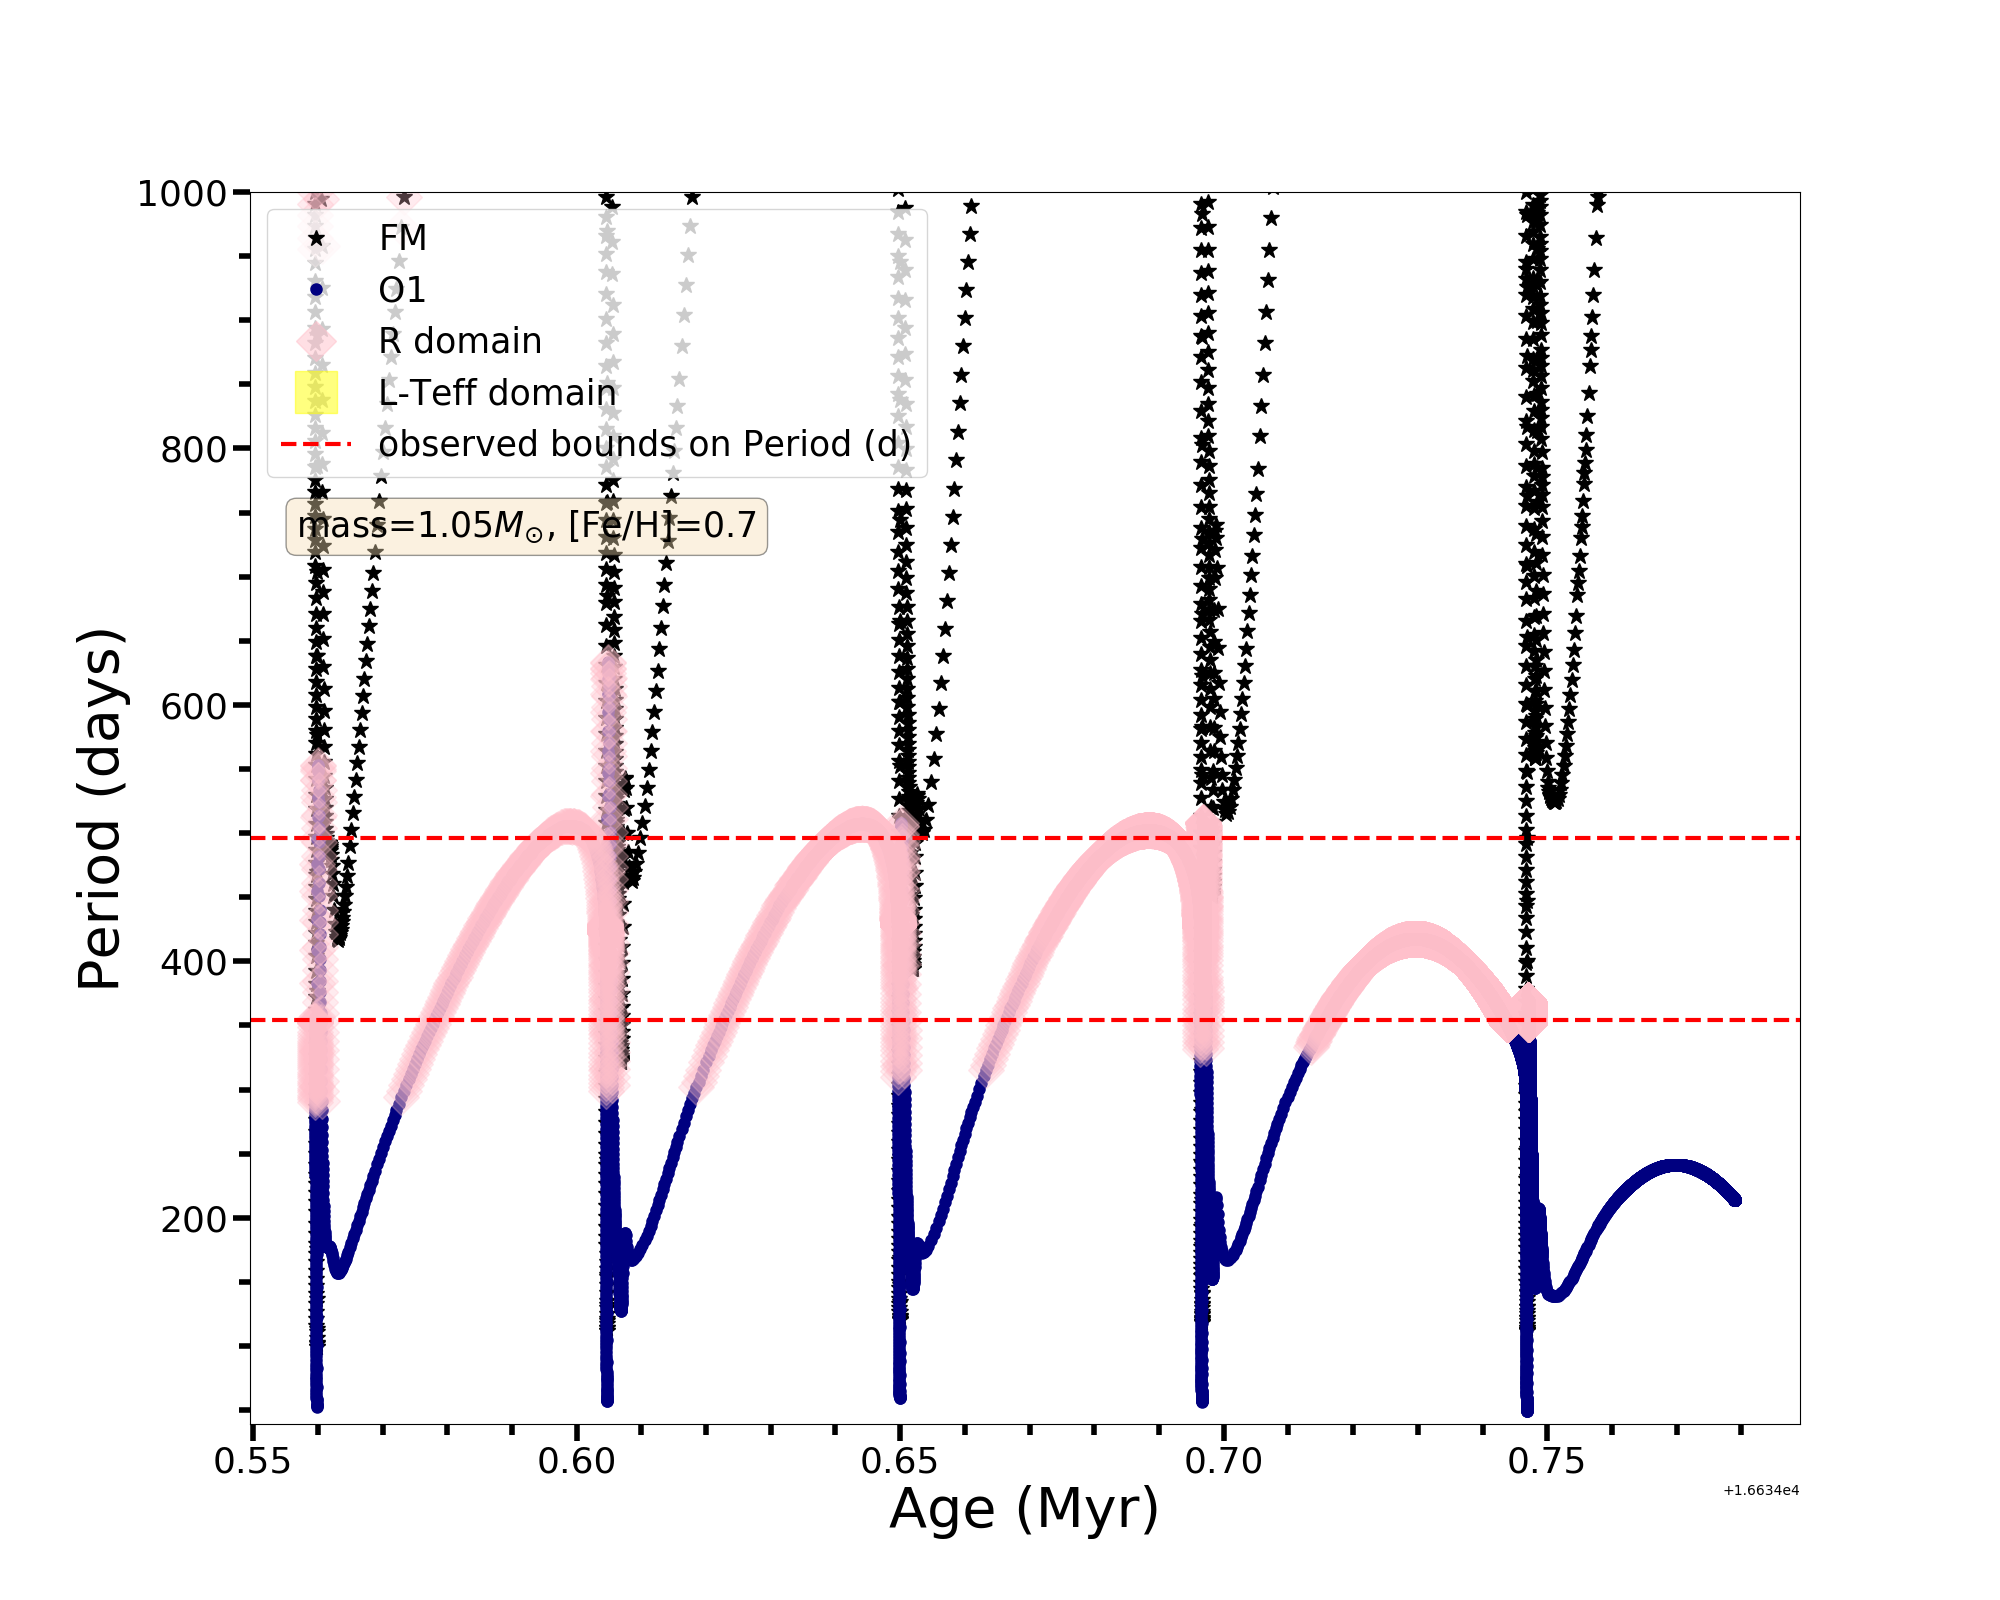 1000
800
600
400
200
Period (days)
FM
O1
R domain
L-Teff domain
observed bounds on Period (d)
mass=1.05M⊙, [Fe/H]=0.7
0.55 0.60 0.65 0.70 0.75
+1.6634e4
Age (Myr)